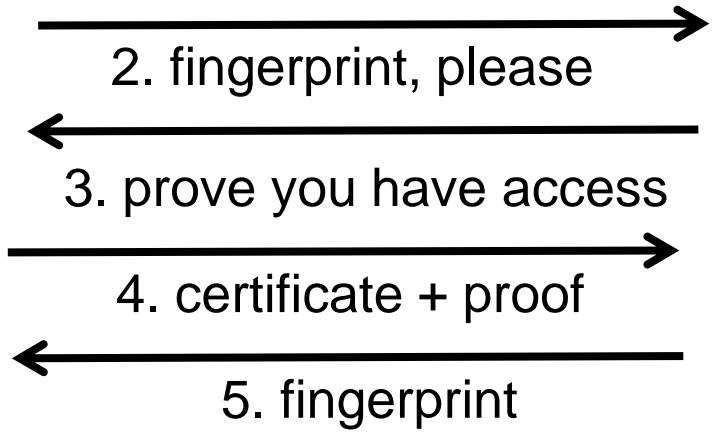 2. fingerprint, please
3. prove you have access
4. certificate + proof
5. fingerprint